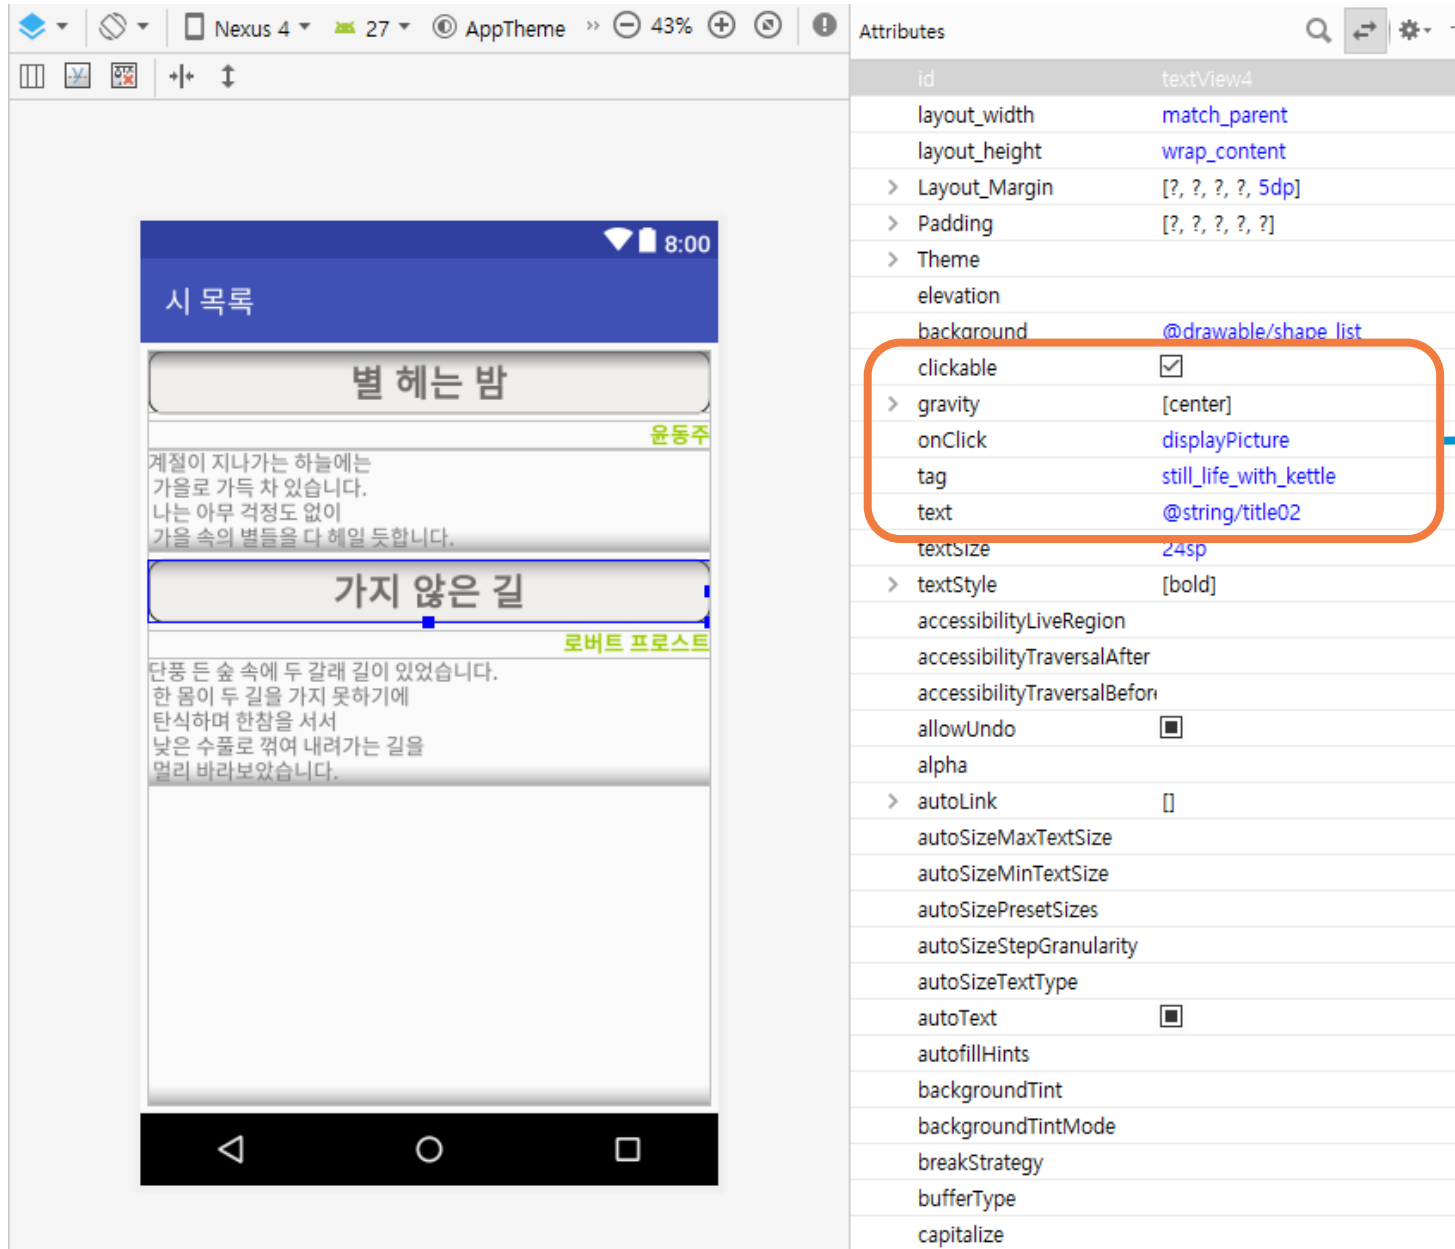 Nexus 4
27
AppTheme
43%
Attributes
id textView4
layout_width match_parent
layout_height wrap_content
Layout_Margin [?, ?, ?, ?, 5dp]
Padding [?, ?, ?, ?, ?]
Theme
elevation
background @drawable/shape_list
clickable
gravity [center]
onClick displayPicture
tag still_life_with_kettle
text @string/title02
textSize 24sp
textStyle [bold]
accessibilityLiveRegion
accessibilityTraversalAfter
accessibilityTraversalBefore
allowUndo
alpha
autoLink []
autoSizeMaxTextSize
autoSizeMinTextSize
autoSizePresetSizes
autoSizeStepGranularity
autoSizeTextType
autoText
autofillHints
backgroundTint
backgroundTintMode
breakStrategy
bufferType
capitalize
8:00
시 목록
별 헤는 밤
윤동주
계절이 지나가는 하늘에는
가을로 가득 차 있습니다.
나는 아무 걱정도 없이
가을 속의 별들을 다 헤일 듯합니다.
가지 않은 길
로버트 프로스트
단풍 든 숲 속에 두 갈래 길이 있었습니다.
한 몸이 두 길을 가지 못하기에
탄식하며 한참을 서서
낮은 수풀로 꺾여 내려가는 길을
멀리 바라보았습니다.